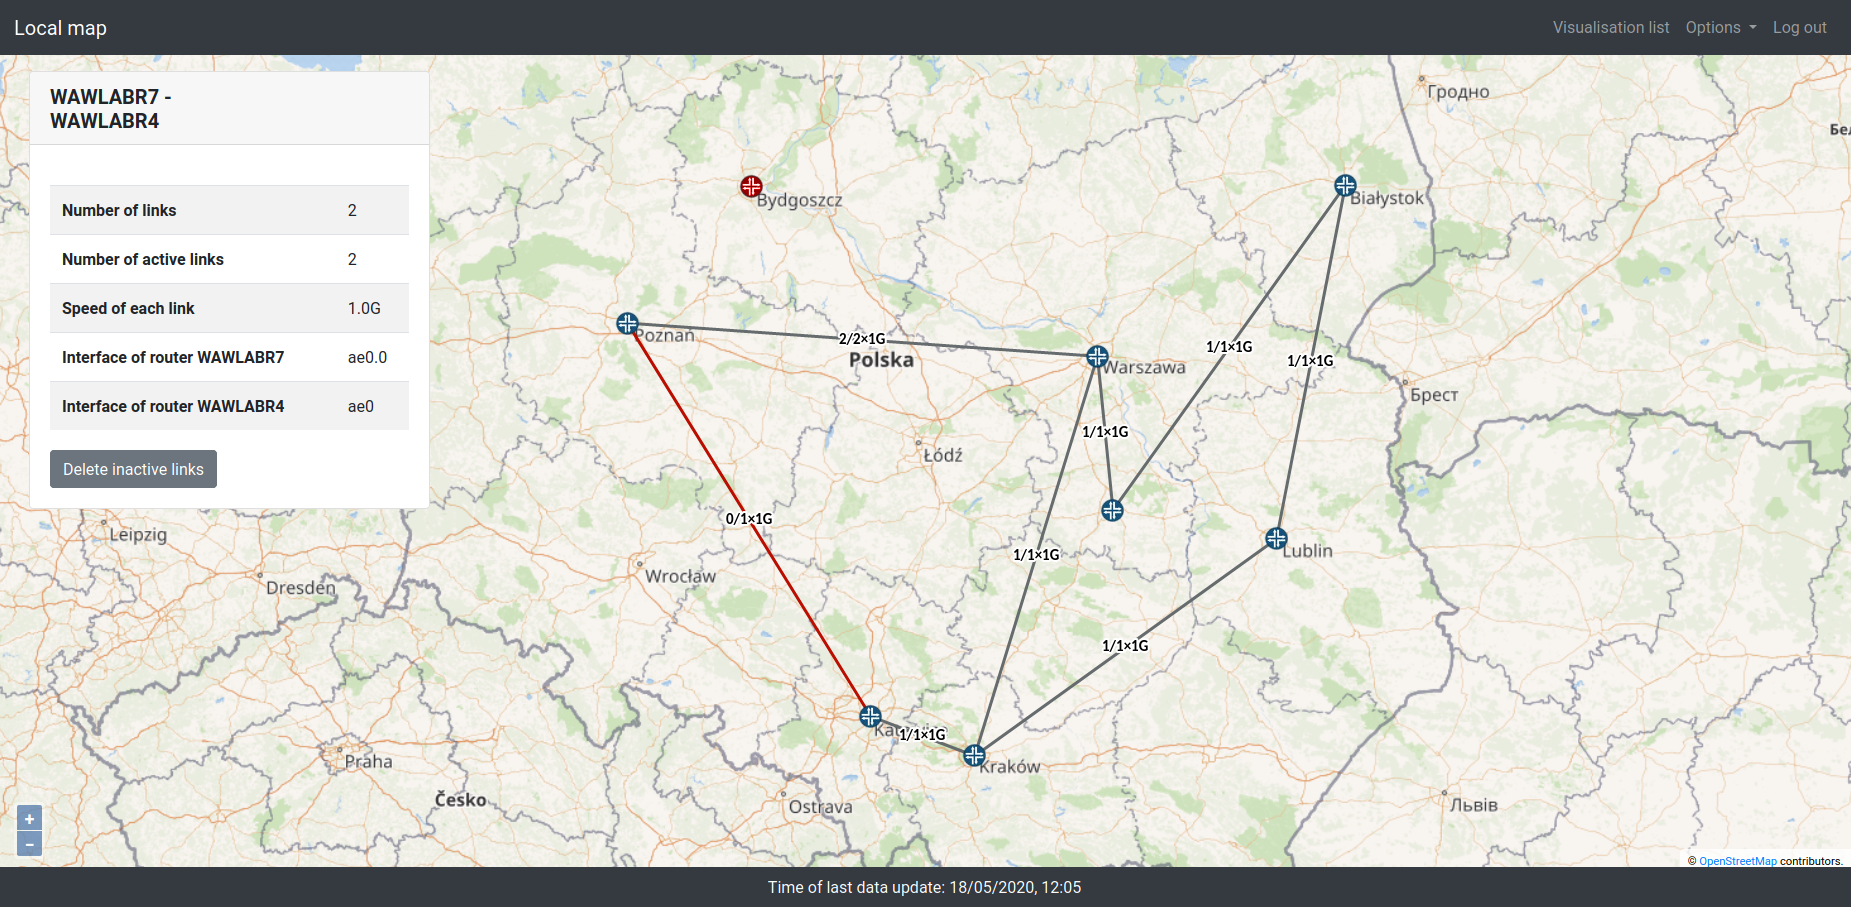 Local map
Visualisation list Options Log out
WAWLABR7 -
WAWLABR4
Number of links 2
Number of active links 2
Speed of each link 1.0G
Interface of router WAWLABR7 ae0.0
Interface of router WAWLABR4 ae0
Delete inactive links
Гродно
Бе
Bydgoszcz
Białystok
Poznań
2/2×1G
Polska
Warszawa
1/1×1G
1/1×1G
Брест
1/1×1G
Łódź
0/1×1G
1/1×1G
Lublin
Leipzig
Wrocław
Dresden
1/1×1G
1/1×1G
Kraków
Praha
Česko
Ostrava
Львів
+
−
© OpenStreetMap contributors.
Time of last data update: 18/05/2020, 12:05